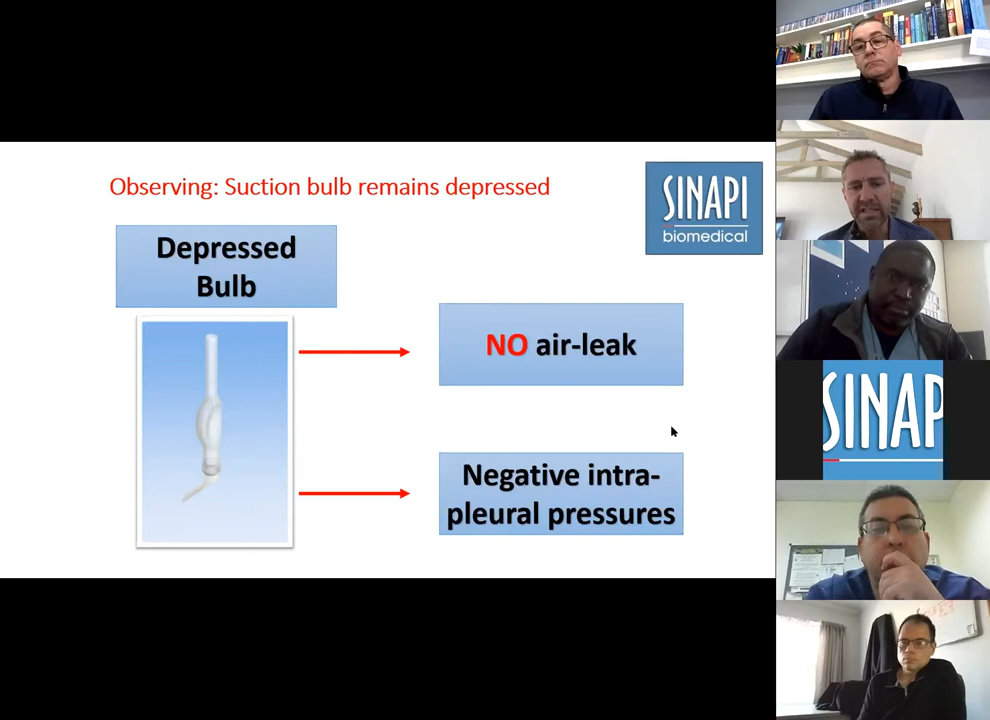 Observing: Suction bulb remains depressed
SINAPI
biomedical
Depressed
Bulb
NO air-leak
Negative intra-
pleural pressures
SINAP